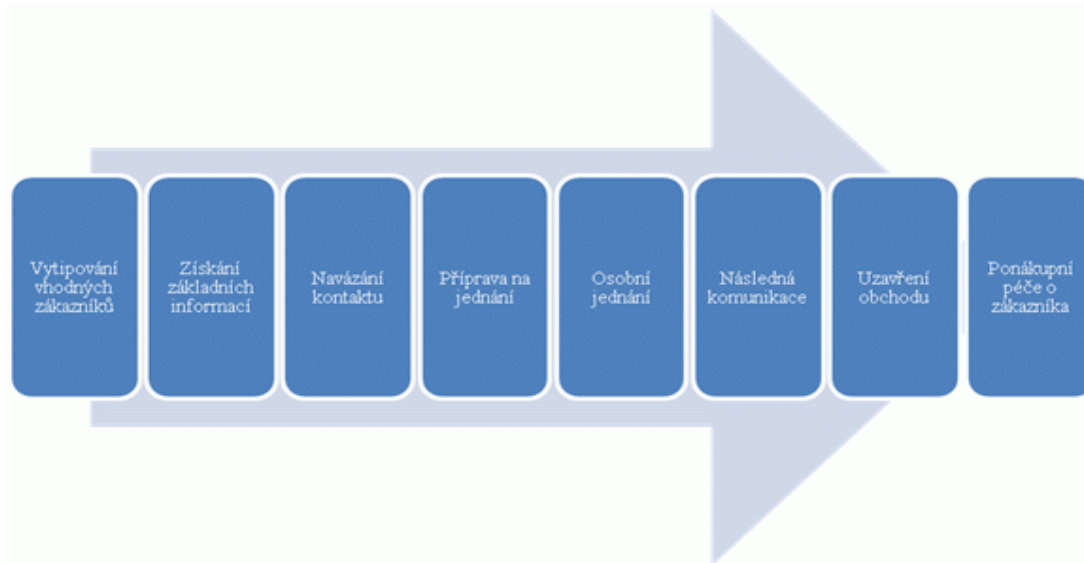 Vytipování
vhodných
zákazníků
Získání
základních
informací
Navázání
kontaktu
Příprava na
jednání
Osobní
jednání
Následná
komunikace
Uzavření
obchodu
Ponákupní
péče o
zákazníka